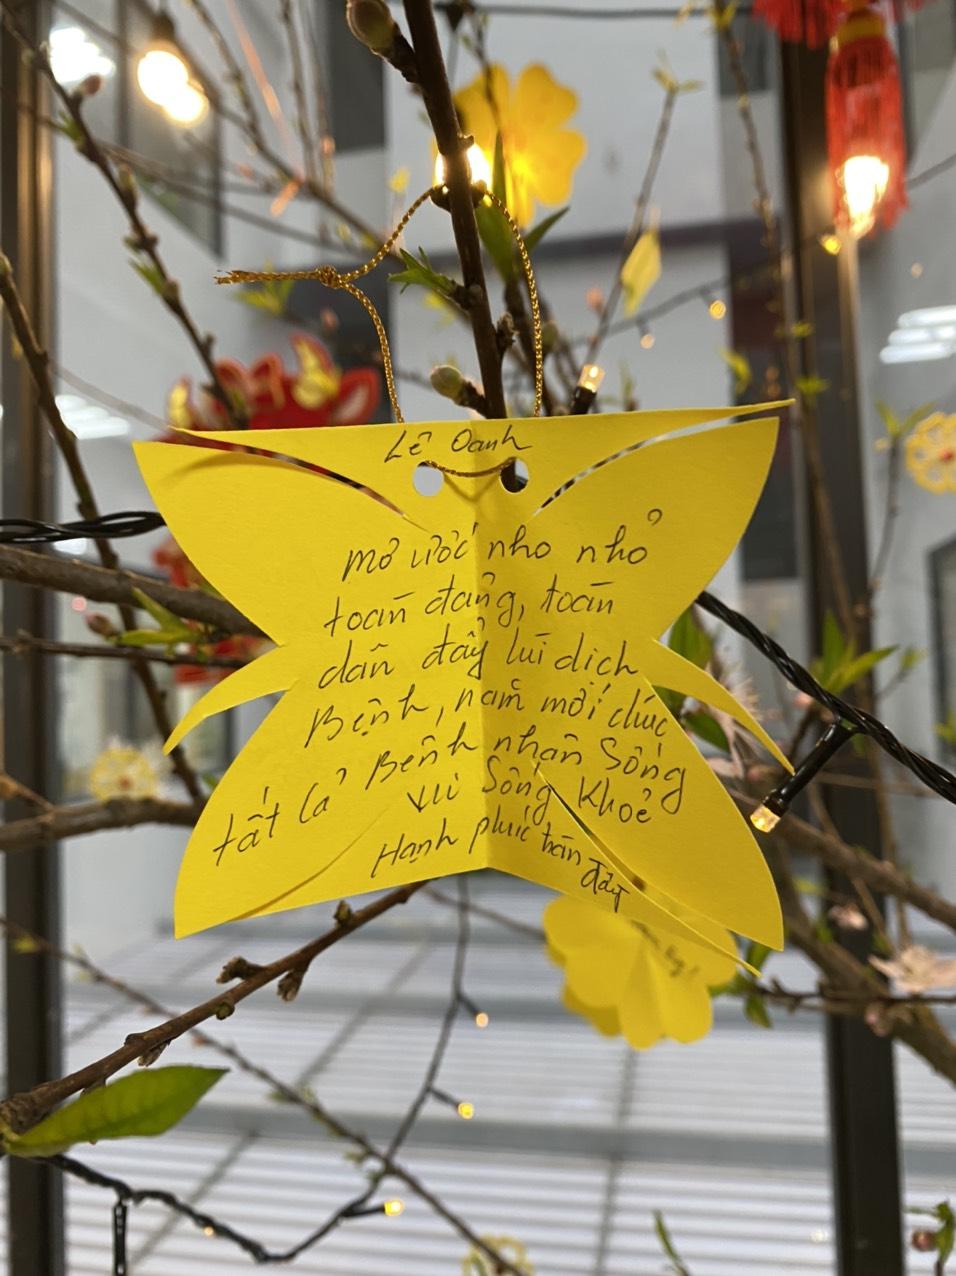 Lê Oanh
mơ ước nho nhỏ
toàn đảng, toàn
dân đẩy lùi dịch
Bệnh, năm mới chúc
tất cả Bệnh nhân Sống
vui Sống Khoẻ
Hạnh phúc tràn
đầy